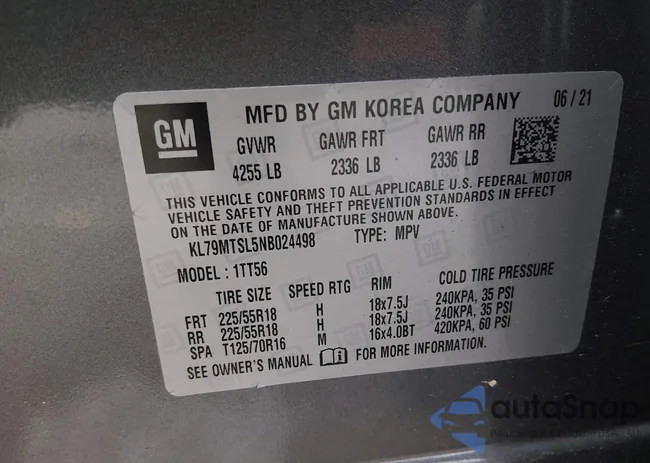 GM
MFD BY GM KOREA COMPANY 06/21
GVWR GAWR FRT GAWR RR
4255 LB 2336 LB 2336 LB
THIS VEHICLE CONFORMS TO ALL APPLICABLE U.S. FEDERAL MOTOR
VEHICLE SAFETY AND THEFT PREVENTION STANDARDS IN EFFECT
ON THE DATE OF MANUFACTURE SHOWN ABOVE.
KL79MTSL5NB024498 TYPE: MPV
MODEL : 1TT56
TIRE SIZE SPEED RTG RIM COLD TIRE PRESSURE
FRT 225/55R18 H 18x7.5J 240KPA, 35 PSI
RR 225/55R18 H 18x7.5J 240KPA, 35 PSI
SPA T125/70R16 M 16x4.0BT 420KPA, 60 PSI
SEE OWNER'S MANUAL FOR MORE INFORMATION.
autoSnap